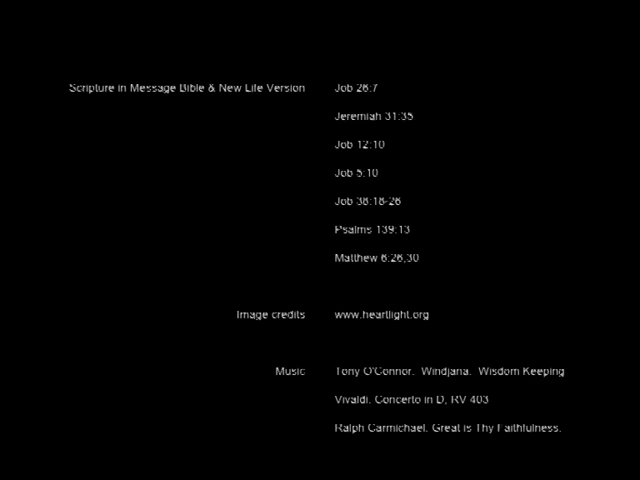 Scripture in Message Bible & New Life Version Job 26:7
Jeremiah 31:35
Job 12:10
Job 5:10
Job 38:18-26
Psalms 139:13
Matthew 6:26,30
Image credits www.heartlight.org
Music Tony O'Connor. Windjana. Wisdom Keeping
Vivaldi. Concerto in D, RV 403
Ralph Carmichael. Great is Thy Faithfulness.